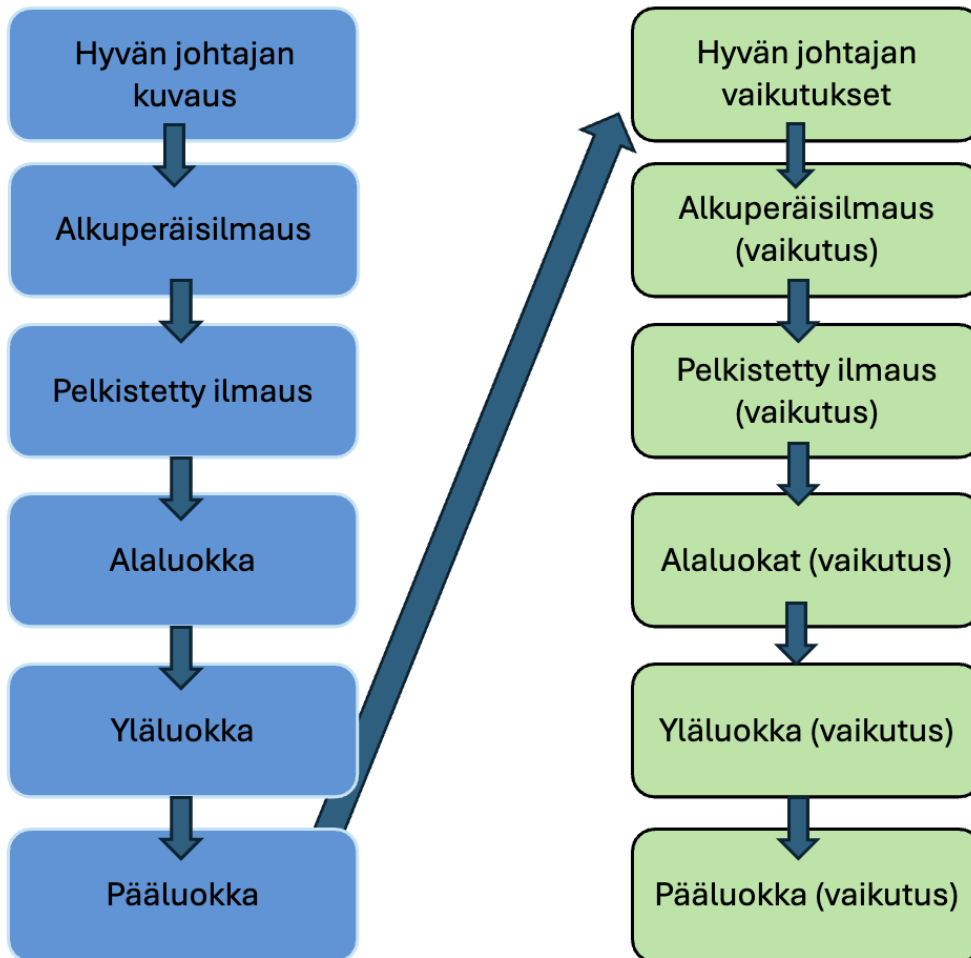 Hyvän johtajan
kuvaus
Alkuperäisilmaus
Pelkistetty ilmaus
Alaluokka
Yläluokka
Pääluokka
Hyvän johtajan
vaikutukset
Alkuperäisilmaus
(vaikutus)
Pelkistetty ilmaus
(vaikutus)
Alaluokat (vaikutus)
Yläluokka (vaikutus)
Pääluokka (vaikutus)